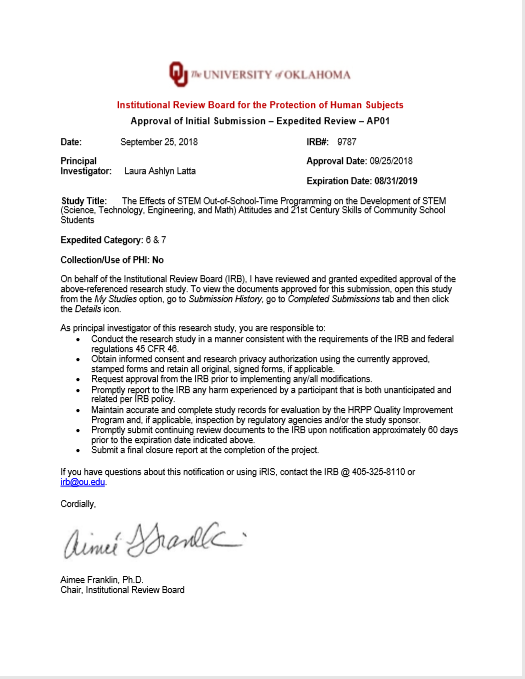 The UNIVERSITY of OKLAHOMA
Institutional Review Board for the Protection of Human Subjects
Approval of Initial Submission – Expedited Review – AP01
Date: September 25, 2018 IRB#: 9787
Principal Investigator: Laura Ashlyn Latta
Approval Date: 09/25/2018
Expiration Date: 08/31/2019
Study Title: The Effects of STEM Out-of-School-Time Programming on the Development of STEM
(Science, Technology, Engineering, and Math) Attitudes and 21st Century Skills of Community School
Students
Expedited Category: 6 & 7
Collection/Use of PHI: No
On behalf of the Institutional Review Board (IRB), I have reviewed and granted expedited approval of the
above-referenced research study. To view the documents approved for this submission, open this study
from the My Studies option, go to Submission History, go to Completed Submissions tab and then click
the Details icon.
As principal investigator of this research study, you are responsible to:
• Conduct the research study in a manner consistent with the requirements of the IRB and federal
regulations 45 CFR 46.
• Obtain informed consent and research privacy authorization using the currently approved,
stamped forms and retain all original, signed forms, if applicable.
• Request approval from the IRB prior to implementing any/all modifications.
• Promptly report to the IRB any harm experienced by a participant that is both unanticipated and
related per IRB policy.
• Maintain accurate and complete study records for evaluation by the HRPP Quality Improvement
Program and, if applicable, inspection by regulatory agencies and/or the study sponsor.
• Promptly submit continuing review documents to the IRB upon notification approximately 60 days
prior to the expiration date indicated above.
• Submit a final closure report at the completion of the project.
If you have questions about this notification or using iRIS, contact the IRB @ 405-325-8110 or
irb@ou.edu.
Cordially,
Aimee Franklin, Ph.D.
Chair, Institutional Review Board